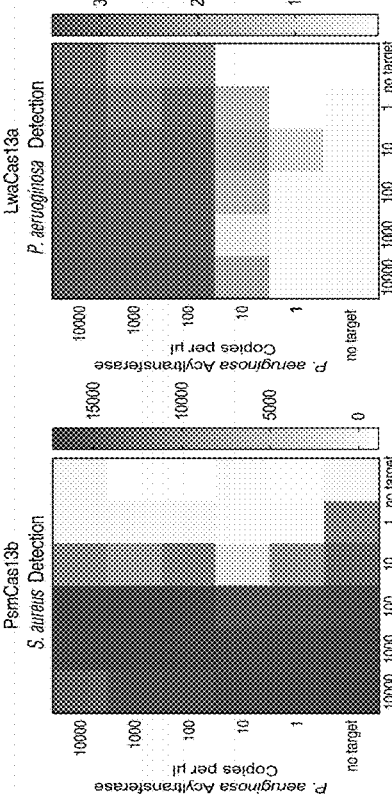 PsmCas13b
S. aureus Detection
P. aeruginosa Acyltransferase
Copies per µl
10000
1000
100
10
1
no target
10000 1000 100 10 1 no target
15000
10000
5000
0
LwaCas13a
P. aeruoginosa Detection
P. aeruginosa Acyltransferase
Copies per µl
10000
1000
100
10
1
no target
10000 1000 100 10 1 no target
3
2
1